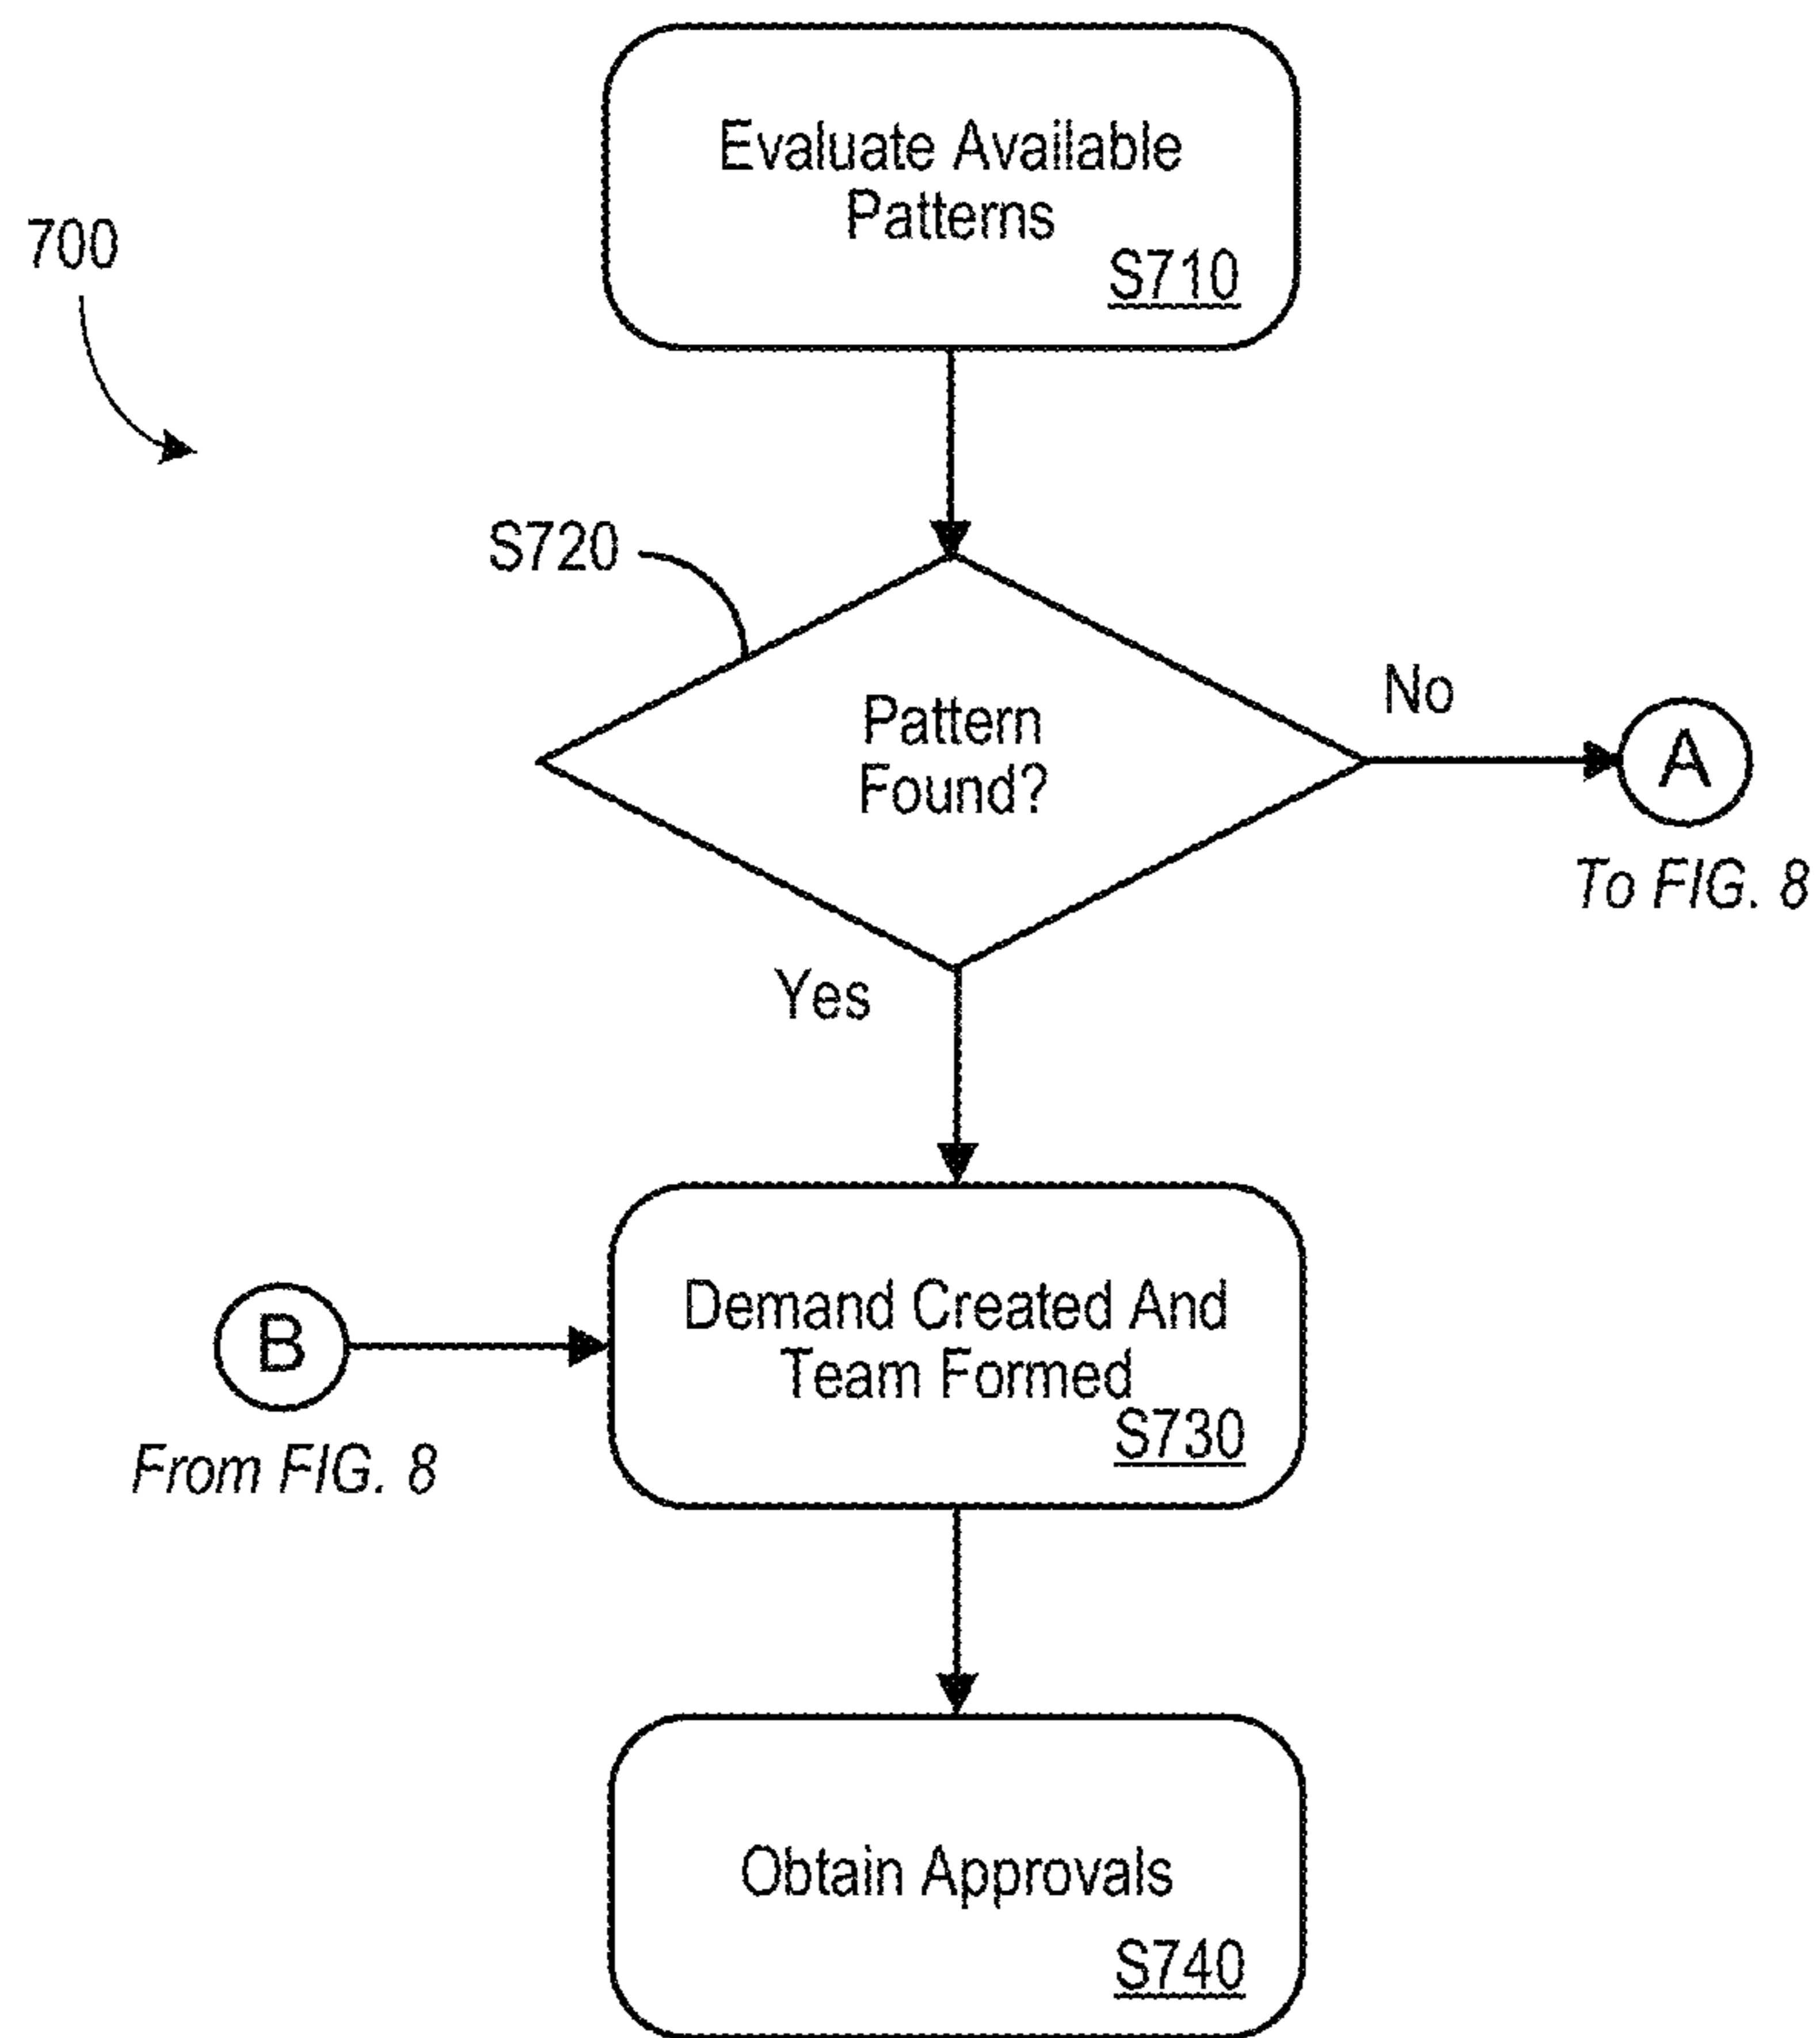 Evaluate Available
Patterns
S710
700
S720
Pattern
Found?
No
A
To FIG. 8
Yes
B
From FIG. 8
Demand Created And
Team Formed
S730
Obtain Approvals
S740